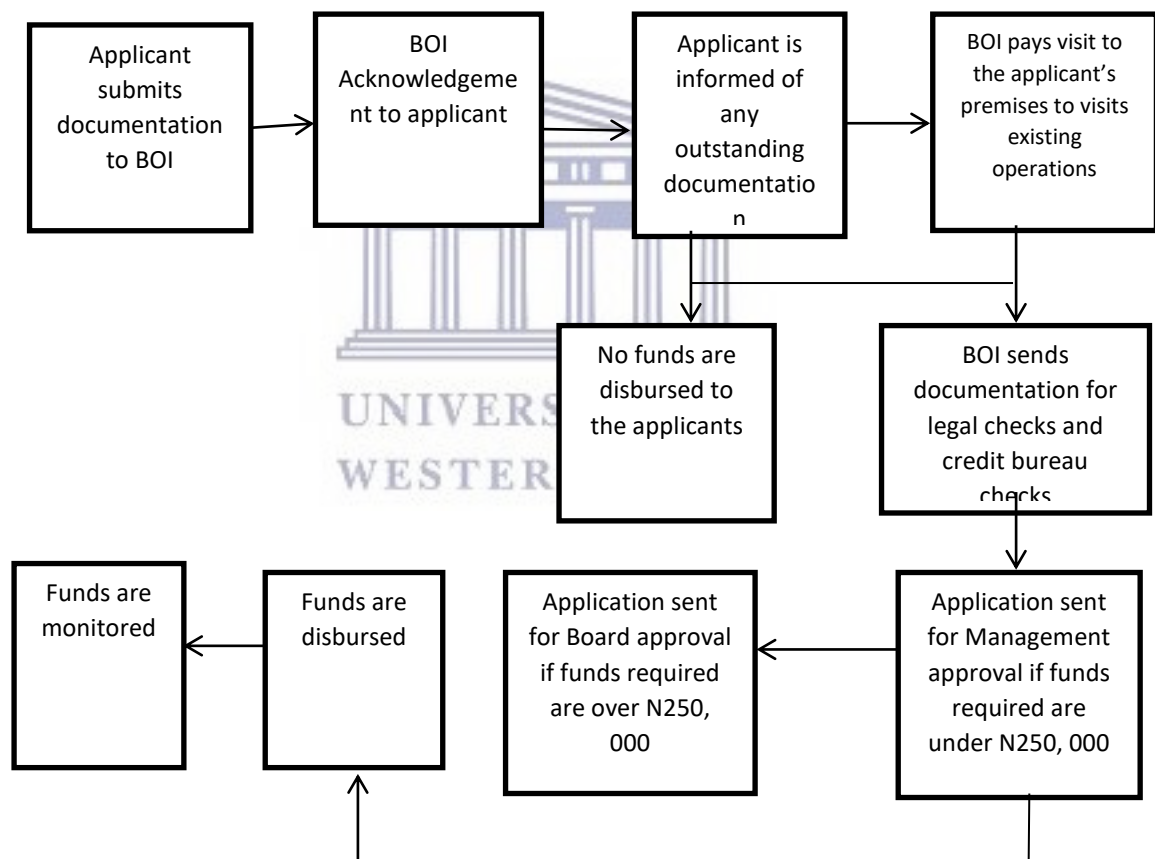 Applicant
submits
documentation
to BOI
BOI
Acknowledgeme
nt to applicant
Applicant is
informed of
any
outstanding
documentatio
n
BOI pays visit to
the applicant's
premises to visits
existing
operations
No funds are
disbursed to
the applicants
BOI sends
documentation for
legal checks and
credit bureau
checks
UNIVERS
WESTER
Funds are
monitored
Funds are
disbursed
Application sent
for Board approval
if funds required
are over N250,
000
Application sent
for Management
approval if funds
required are
under N250, 000